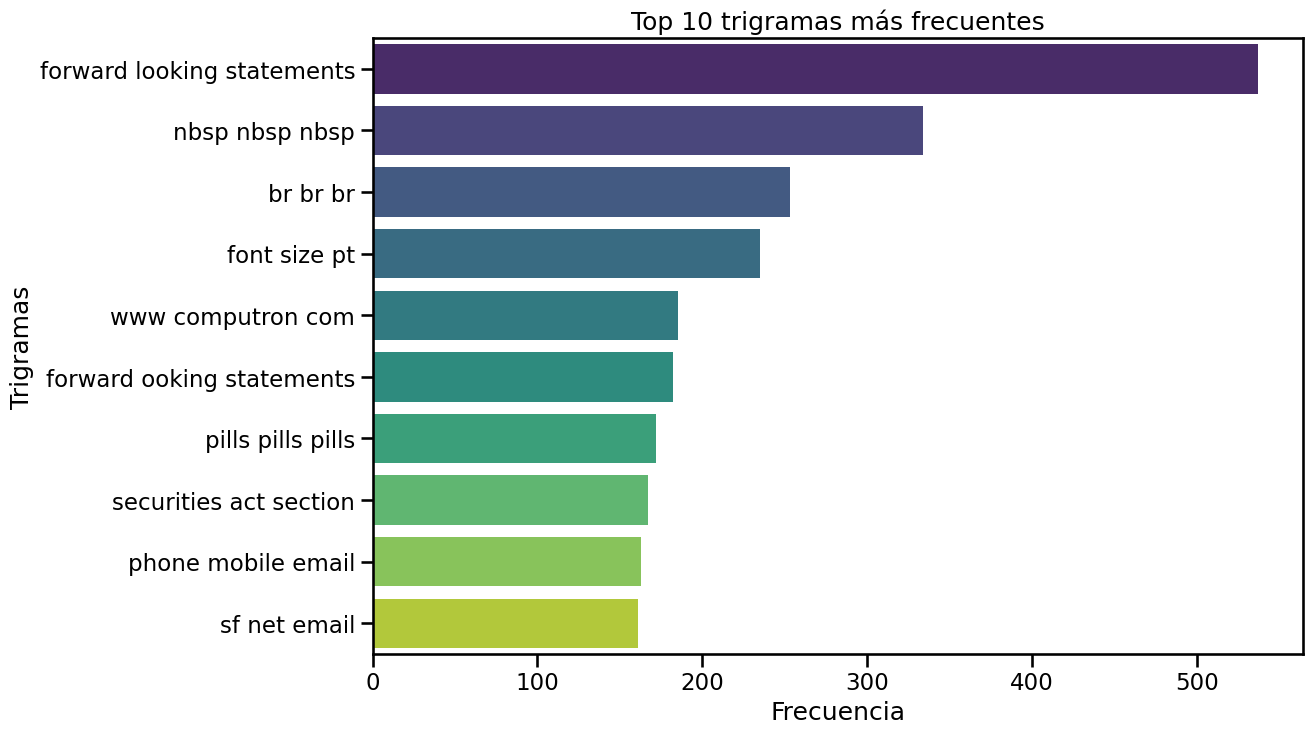 Top 10 trigramas más frecuentes
Trigramas
forward looking statements
nbsp nbsp nbsp
br br br
font size pt
www computron com
forward ooking statements
pills pills pills
securities act section
phone mobile email
sf net email
0 100 200 300 400 500
Frecuencia